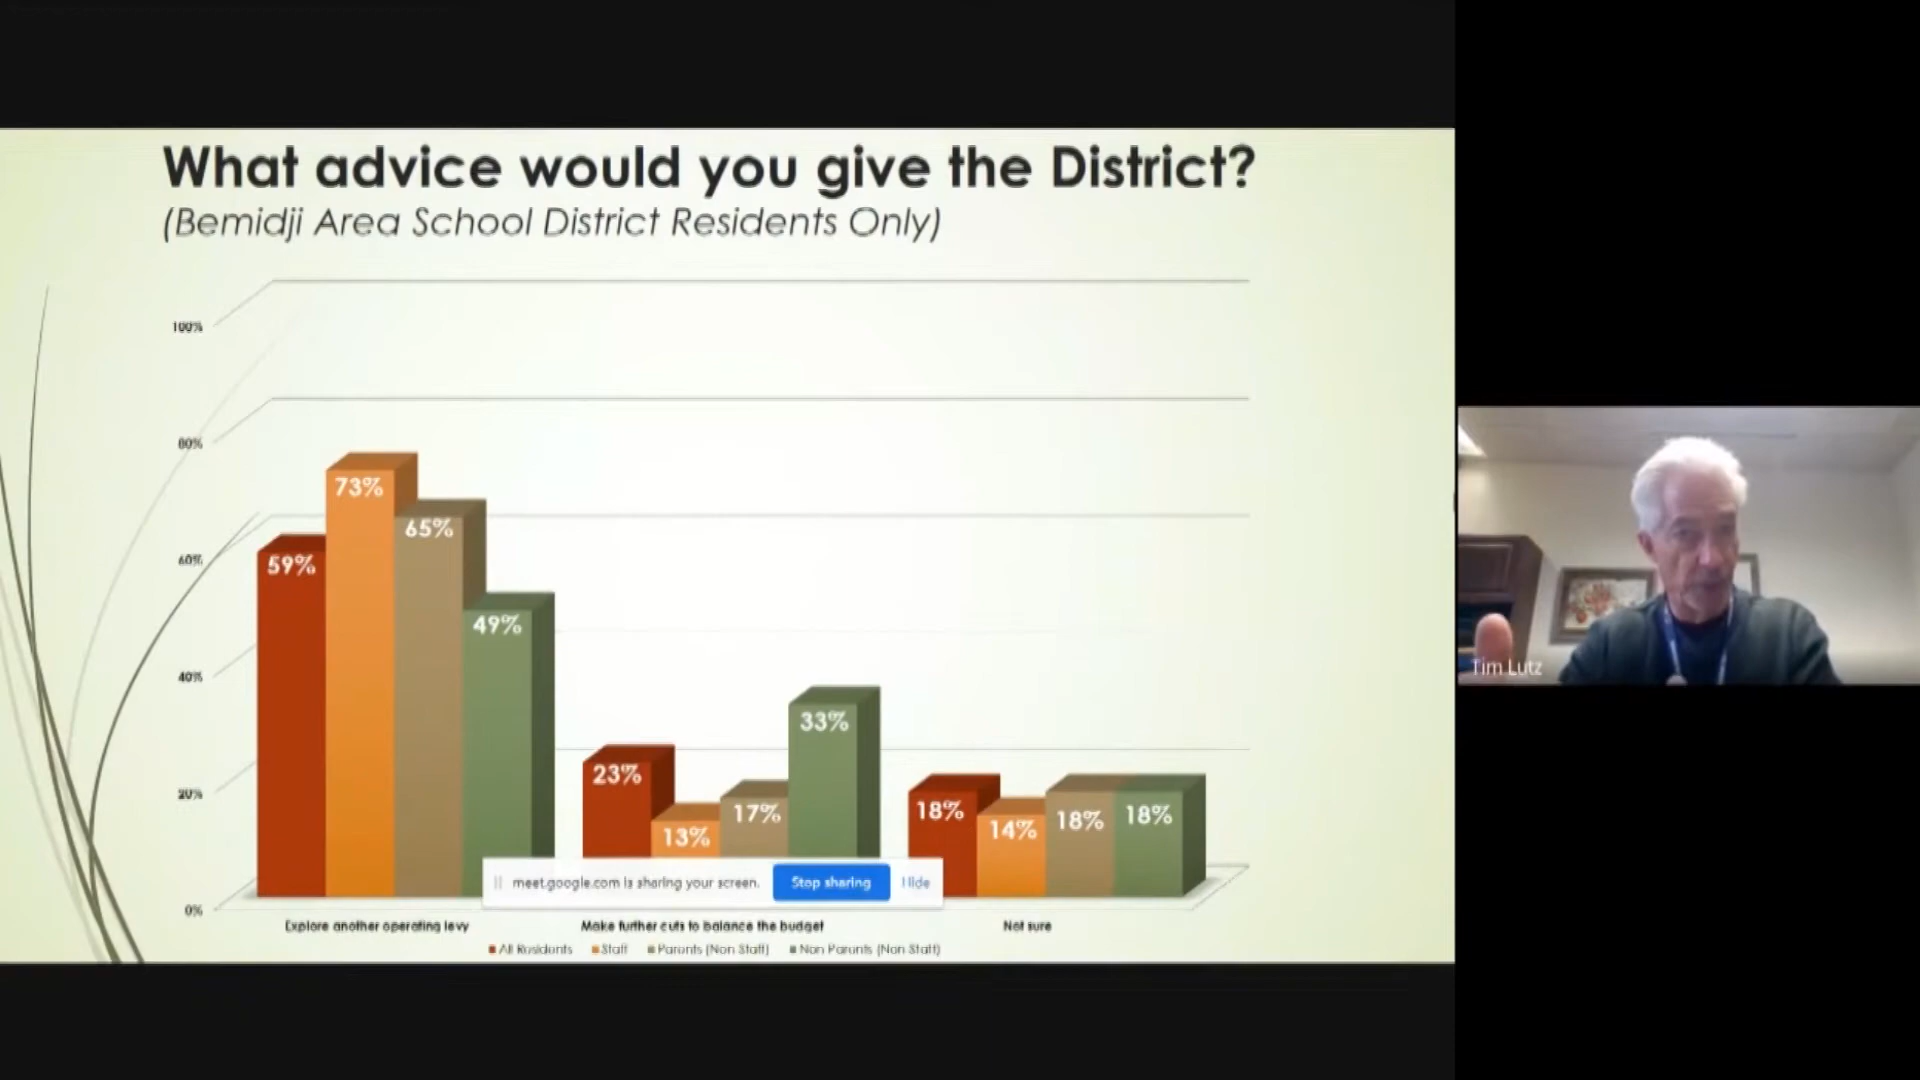 What advice would you give the District?
(Bemidji Area School District Residents Only)
100%
80%
60%
40%
20%
0%
59%
73%
65%
49%
23%
13%
17%
33%
18%
14%
18%
18%
meet.google.com is sharing your screen.
Stop sharing
Hide
Explore another operating levy
Make further cuts to balance the budget
Not sure
All Residents
Staff
Parents (Non Staff)
Non Parents (Non Staff)
Tim Lutz